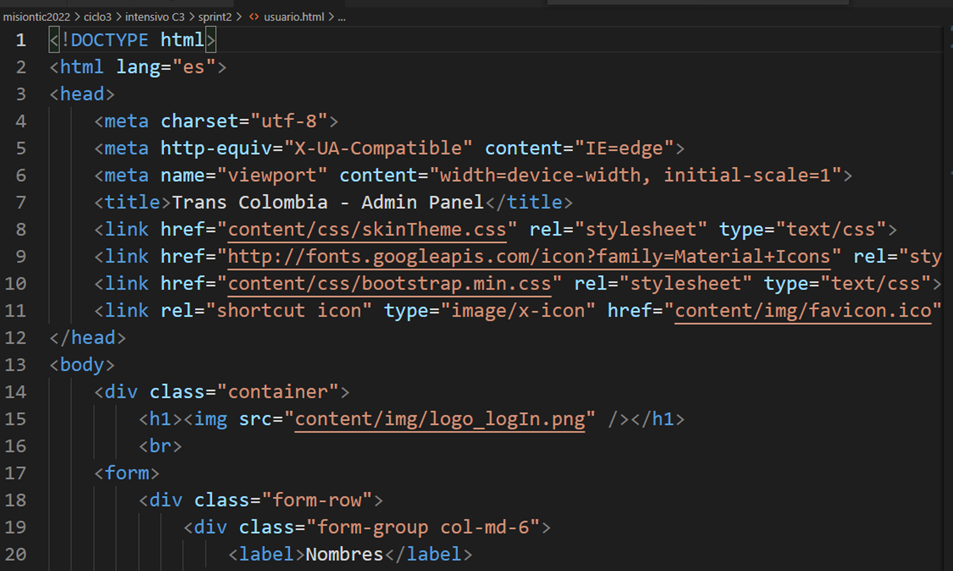 misiontic2022 > ciclo3 > intensivo C3 > sprint2 > <> usuario.html > ...
1 <!DOCTYPE html>
2 <html lang="es">
3 <head>
4 <meta charset="utf-8">
5 <meta http-equiv="X-UA-Compatible" content="IE=edge">
6 <meta name="viewport" content="width=device-width, initial-scale=1">
7 <title>Trans Colombia - Admin Panel</title>
8 <link href="content/css/skinTheme.css" rel="stylesheet" type="text/css">
9 <link href="http://fonts.googleapis.com/icon?family=Material+Icons" rel="sty
10 <link href="content/css/bootstrap.min.css" rel="stylesheet" type="text/css">
11 <link rel="shortcut icon" type="image/x-icon" href="content/img/favicon.ico"
12 </head>
13 <body>
14 <div class="container">
15 <h1><img src="content/img/logo_logIn.png" /></h1>
16 <br>
17 <form>
18 <div class="form-row">
19 <div class="form-group col-md-6">
20 <label>Nombres</label>